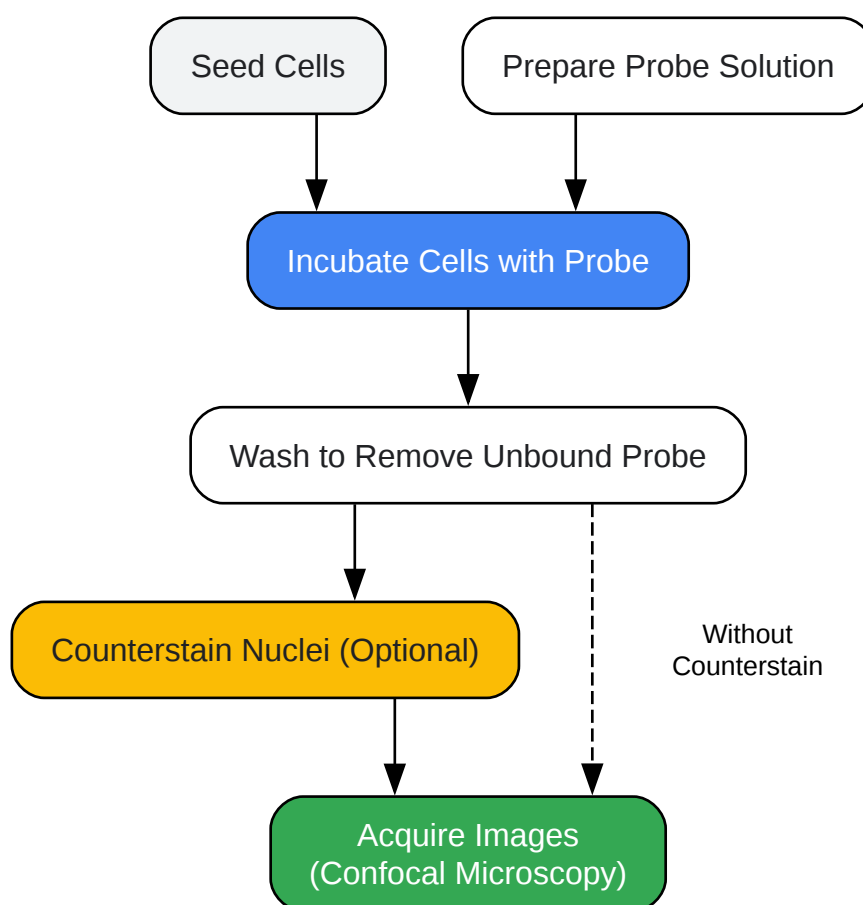 Seed Cells
Prepare Probe Solution
Incubate Cells with Probe
Wash to Remove Unbound Probe
Counterstain Nuclei (Optional)
Without
Counterstain
Acquire Images
(Confocal Microscopy)